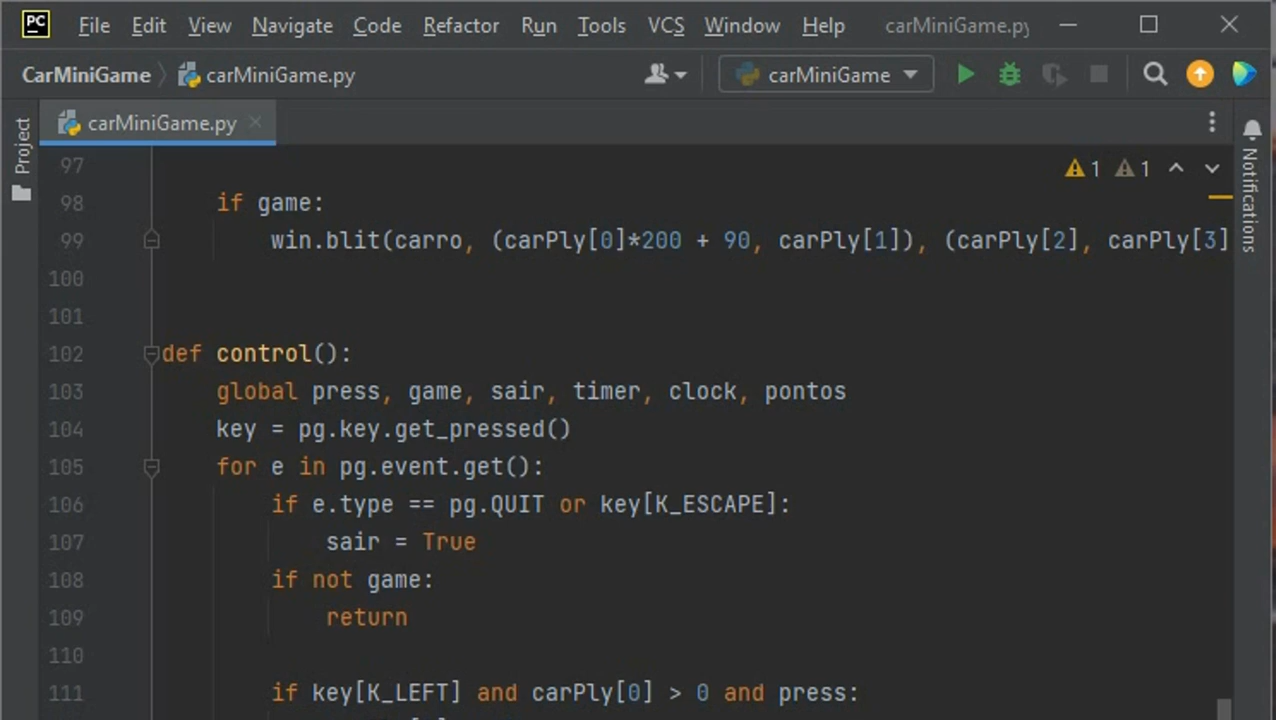 PC File Edit View Navigate Code Refactor Run Tools VCS Window Help carMiniGame.py
CarMiniGame carMiniGame.py carMiniGame
carMiniGame.py
Project
Notifications
1 1
97
98 if game:
99 win.blit(carro, (carPly[0]*200 + 90, carPly[1]), (carPly[2], carPly[3]
100
101
102 def control():
103 global press, game, sair, timer, clock, pontos
104 key = pg.key.get_pressed()
105 for e in pg.event.get():
106 if e.type == pg.QUIT or key[K_ESCAPE]:
107 sair = True
108 if not game:
109 return
110
111 if key[K_LEFT] and carPly[0] > 0 and press: